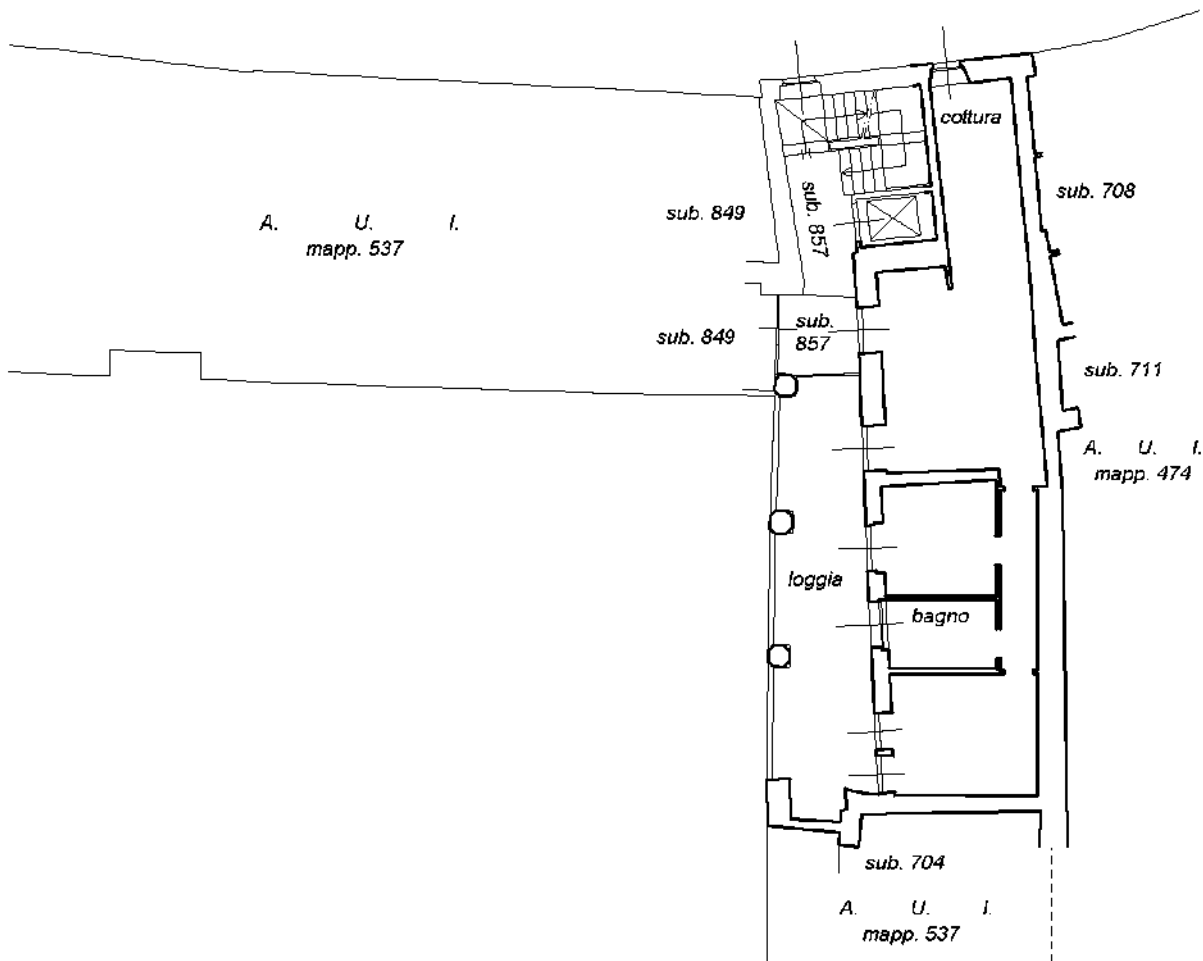 cottura
sub. 708
A. U. I.
mapp. 537
sub. 849
sub. 857
sub. 849
sub.
857
sub. 711
A. U. I.
mapp. 474
loggia
bagno
sub. 704
A. U. I.
mapp. 537